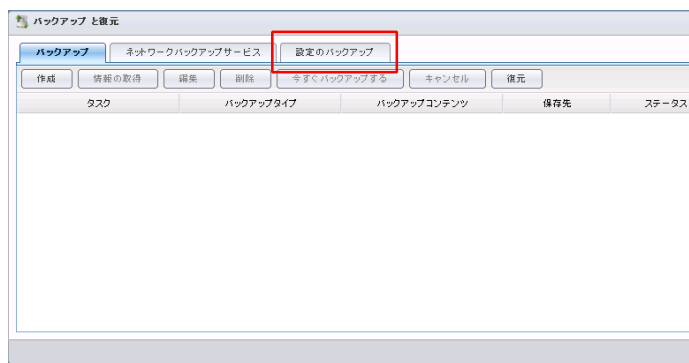 バックアップ と復元
バックアップ ネットワークバックアップサービス 設定のバックアップ
作成 情報の取得 編集 削除 今すぐバックアップする キャンセル 復元
タスク バックアップタイプ バックアップコンテンツ 保存先 ステータス